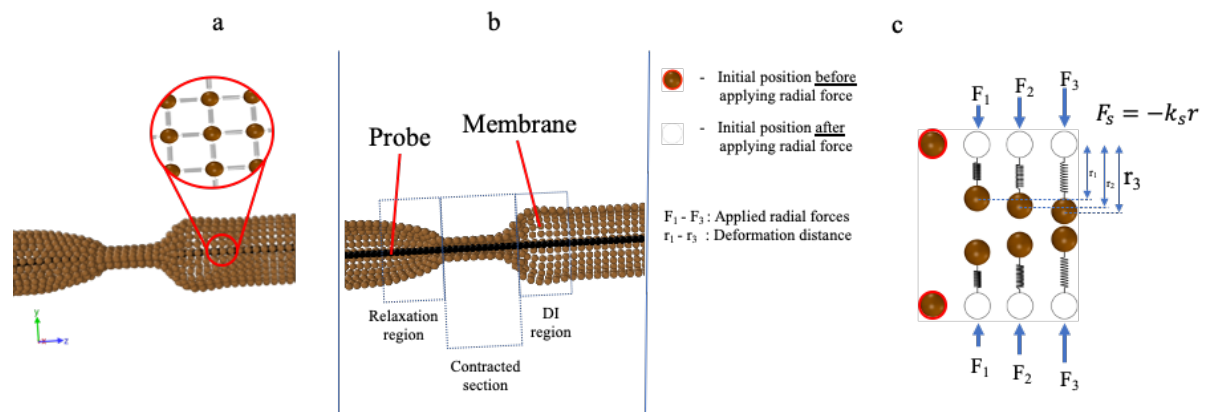 a
y
x
z
b
Probe
Membrane
Relaxation
region
Contracted
section
DI
region
- Initial position before
applying radial force
- Initial position after
applying radial force
F₁ - F₃ : Applied radial forces
r₁ - r₃ : Deformation distance
c
F₁
F₂
F₃
Fₛ = −kₛr
r₁
r₂
r₃
F₁
F₂
F₃